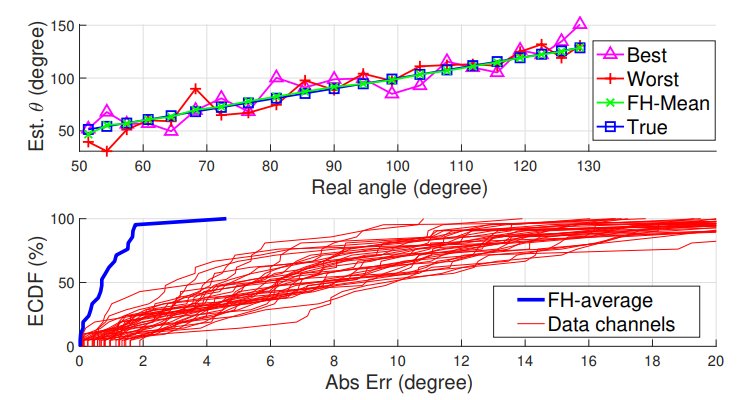 150
100
50
Est. θ (degree)
50 60 70 80 90 100 110 120 130
Real angle (degree)
Best
Worst
FH-Mean
True
100
50
0
ECDF (%)
0 2 4 6 8 10 12 14 16 18 20
Abs Err (degree)
FH-average
Data channels